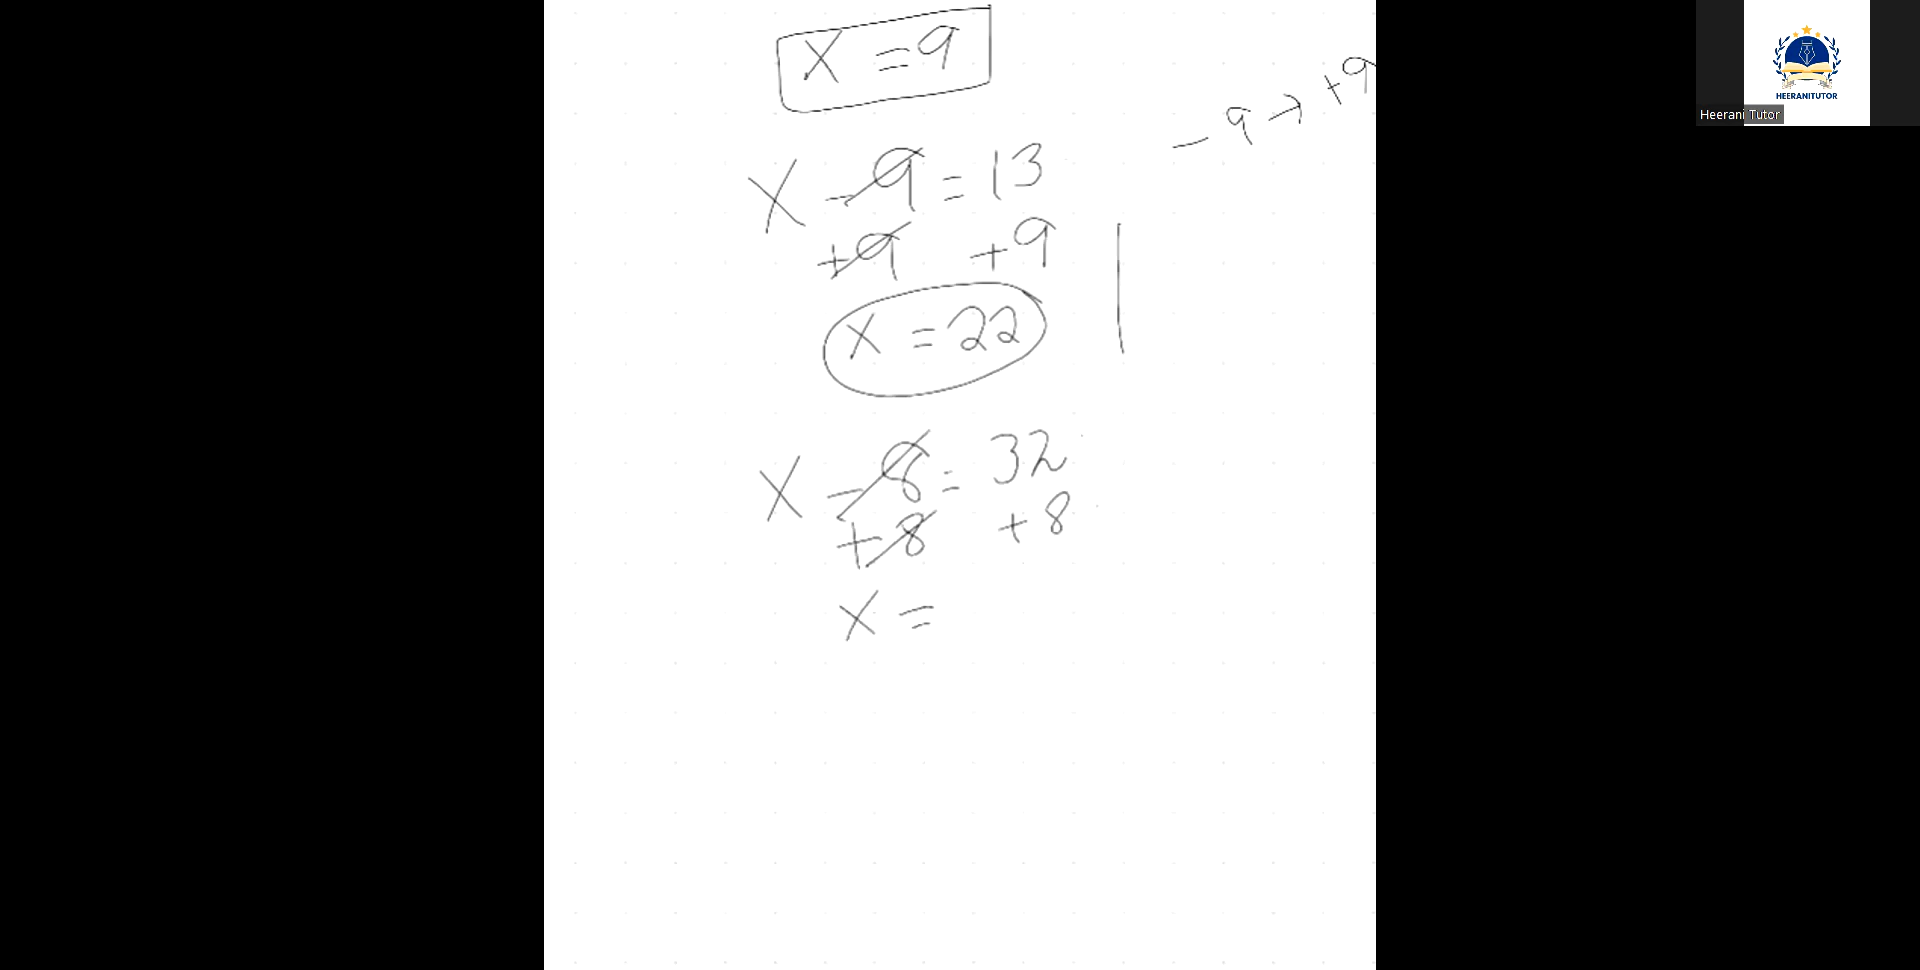 X = 9
- 9 → +9
X - 9 = 13
+9 +9
X = 22
X - 8 = 32
+8 +8
X =
HEERANITUTOR
Heerani Tutor